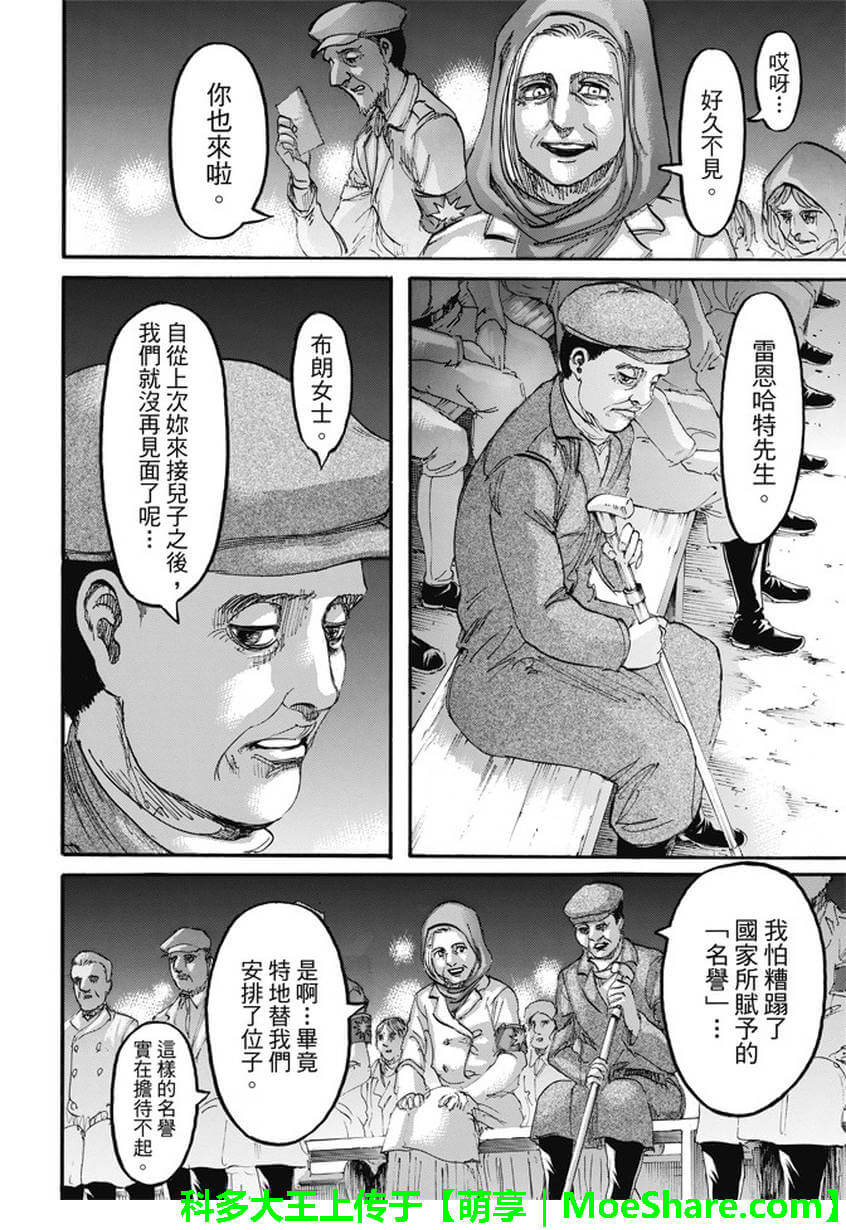 哎呀…
好久不見。
你也來啦。
雷恩哈特先生。
布朗女士。
自從上次妳來接兒子之後，
我們就沒再見面了呢…
我怕糟蹋了
國家所賦予的
「名譽」…
是啊…畢竟
特地替我們
安排了位子。
這樣的名譽
實在擔待不起。
科多大王上传于【萌享】MoeShare.com】